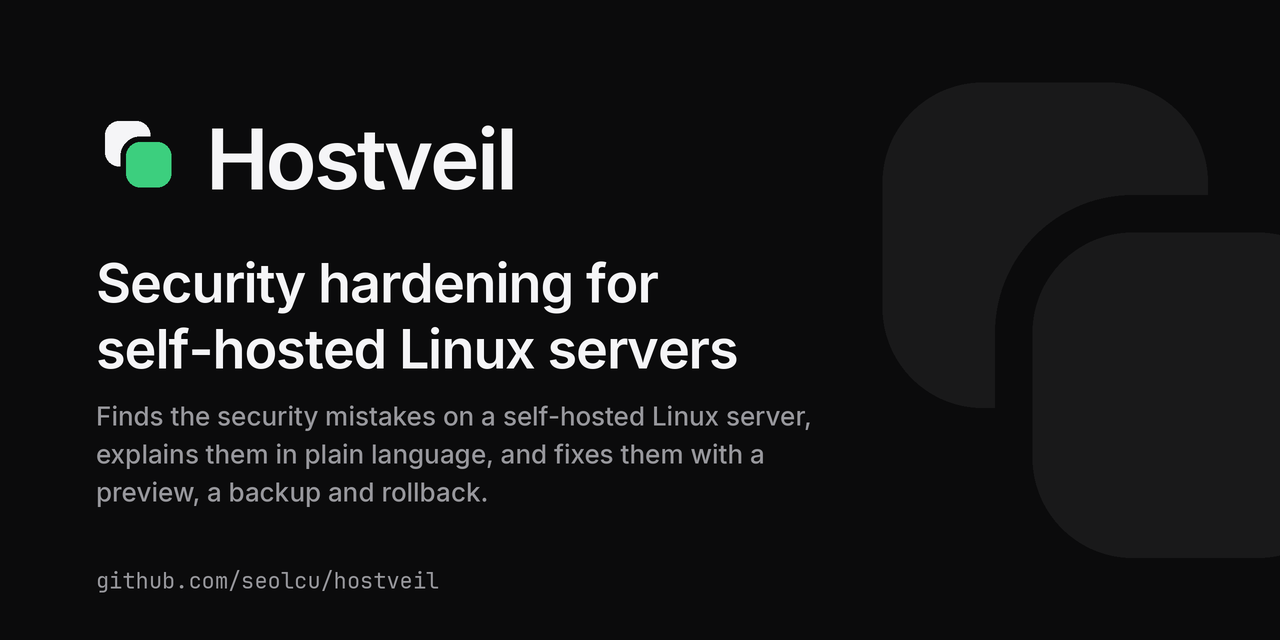 Hostveil
Security hardening for
self-hosted Linux servers
Finds the security mistakes on a self-hosted Linux server,
explains them in plain language, and fixes them with a
preview, a backup and rollback.
github.com/seolcu/hostveil